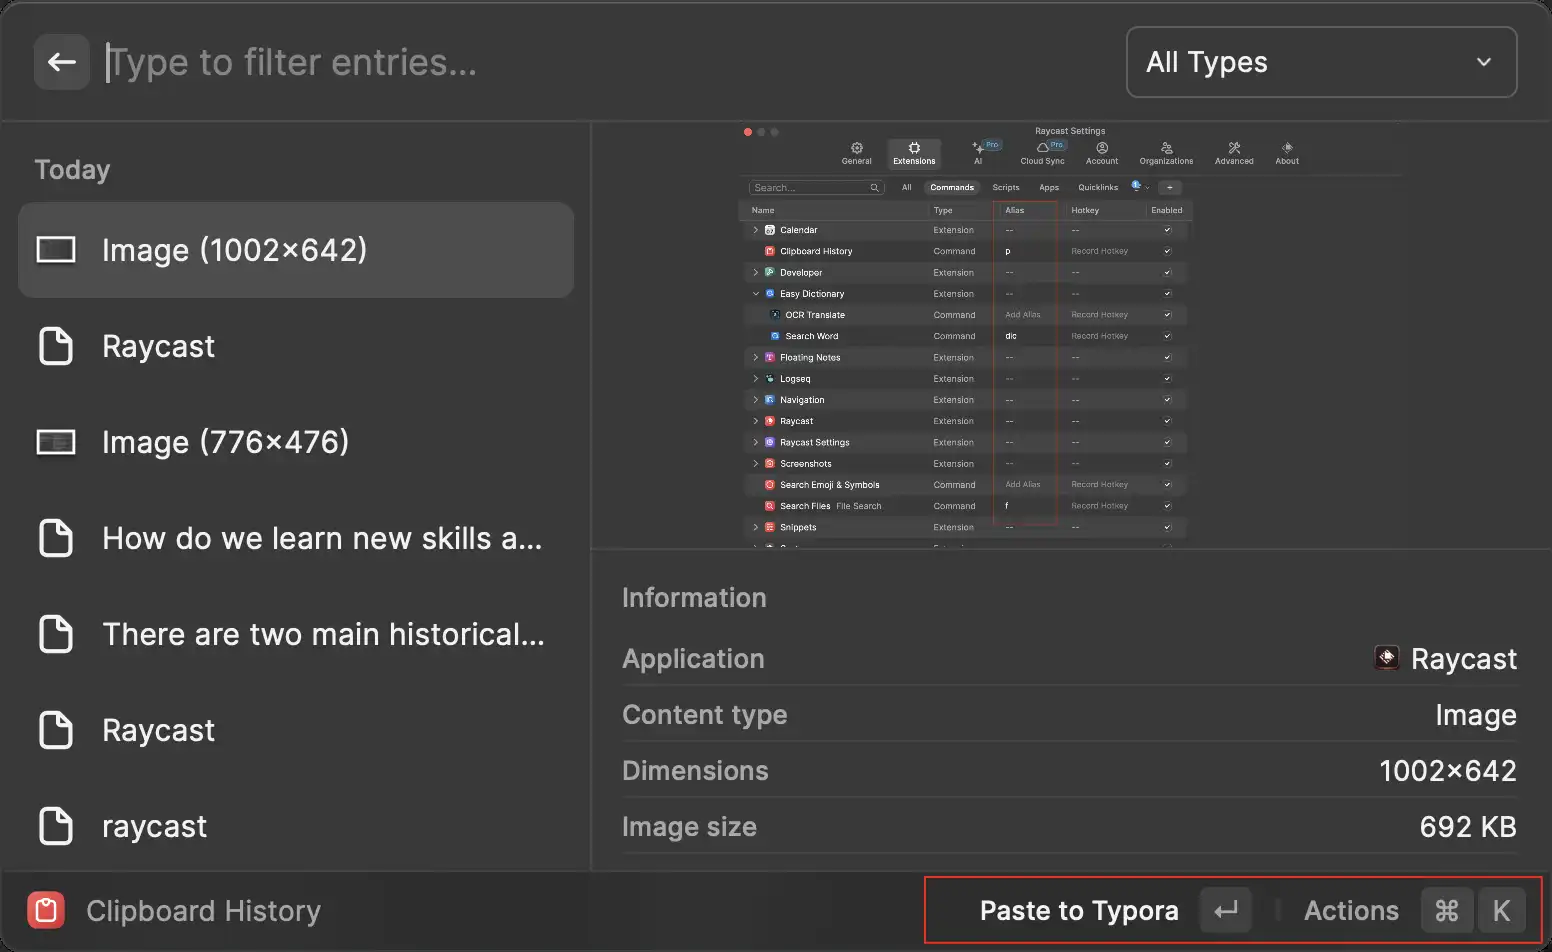 Type to filter entries...
All Types
Today
Image (1002×642)
Raycast
Image (776×476)
How do we learn new skills a...
There are two main historical...
Raycast
raycast
Raycast Settings
General Extensions AI Pro Cloud Sync Pro Account Organizations Advanced About
Search... All Commands Scripts Apps Quicklinks +
Name Type Alias Hotkey Enabled
Calendar Extension -- --
Clipboard History Command p Record Hotkey
Developer Extension -- --
Easy Dictionary Extension -- --
OCR Translate Command Add Alias Record Hotkey
Search Word Command dic Record Hotkey
Floating Notes Extension -- --
Logseq Extension -- --
Navigation Extension -- --
Raycast Extension -- --
Raycast Settings Extension -- --
Screenshots Extension -- --
Search Emoji & Symbols Command Add Alias Record Hotkey
Search Files File Search Command f Record Hotkey
Snippets Extension -- --
Information
Application Raycast
Content type Image
Dimensions 1002×642
Image size 692 KB
Clipboard History
Paste to Typora ↵ Actions ⌘ K